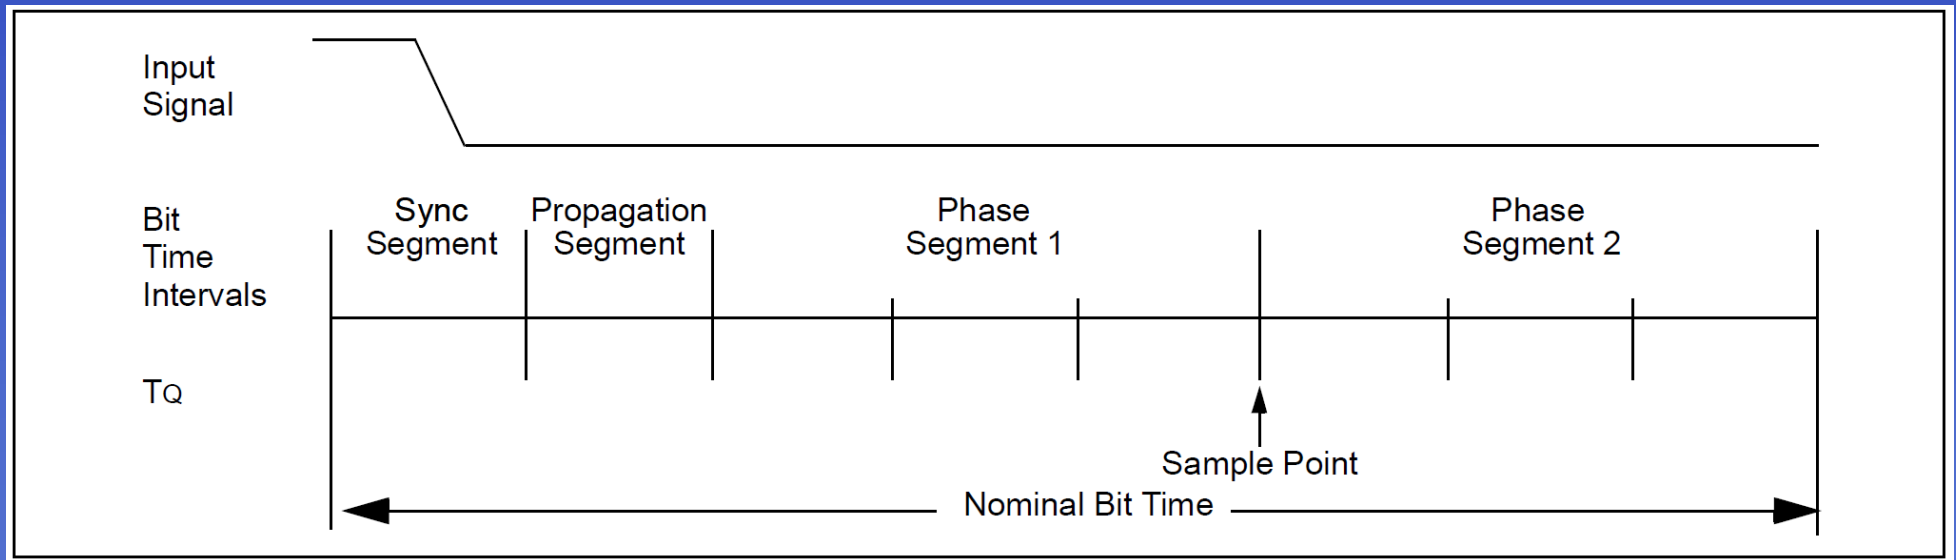 Input
Signal
Bit
Time
Intervals
Sync
Segment
Propagation
Segment
Phase
Segment 1
Phase
Segment 2
TQ
Sample Point
Nominal Bit Time